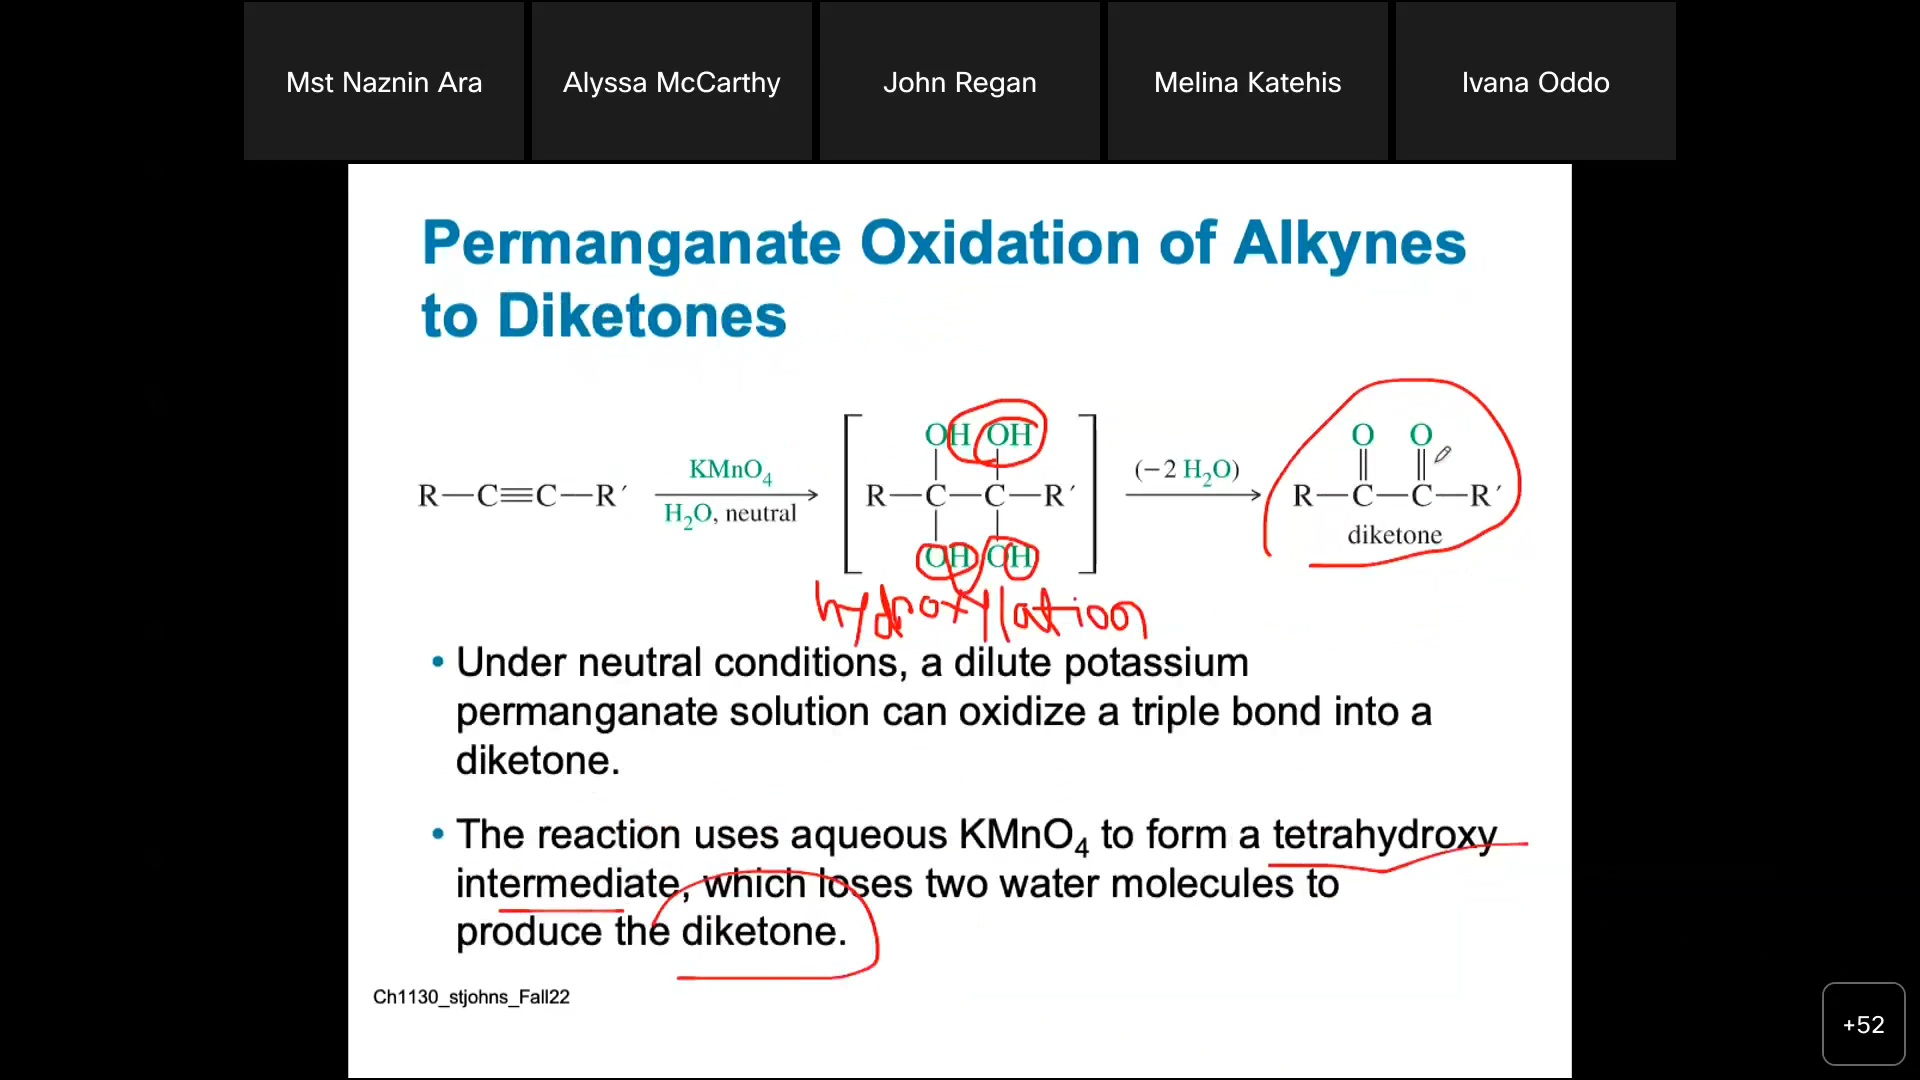 Mst Naznin Ara
Alyssa McCarthy
John Regan
Melina Katehis
Ivana Oddo
Permanganate Oxidation of Alkynes
to Diketones
R—C≡C—R′
KMnO4
H2O, neutral
OH OH
R—C—C—R′
OH OH
(−2 H2O)
O O
R—C—C—R′
diketone
hydroxylation
• Under neutral conditions, a dilute potassium
permanganate solution can oxidize a triple bond into a
diketone.
• The reaction uses aqueous KMnO4 to form a tetrahydroxy
intermediate, which loses two water molecules to
produce the diketone.
Ch1130_stjohns_Fall22
+52